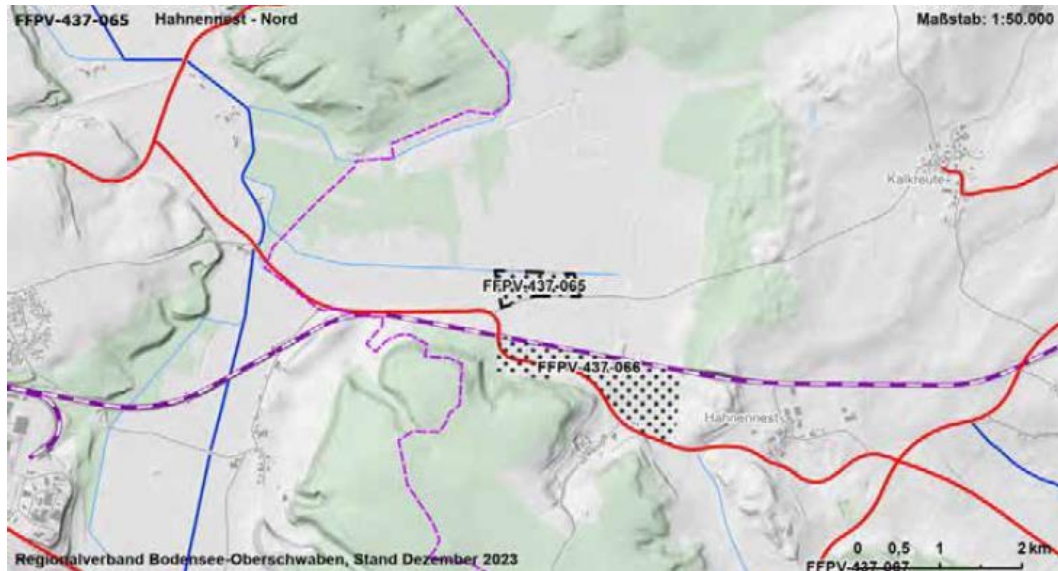 FFPV-437-065 Hahnennest - Nord Maßstab: 1:50.000
Kalkreute
FFPV-437-065
FFPV-437-066
Hahnennest
0 0,5 1 2 km
Regionalverband Bodensee-Oberschwaben, Stand Dezember 2023
FFPV-437-067